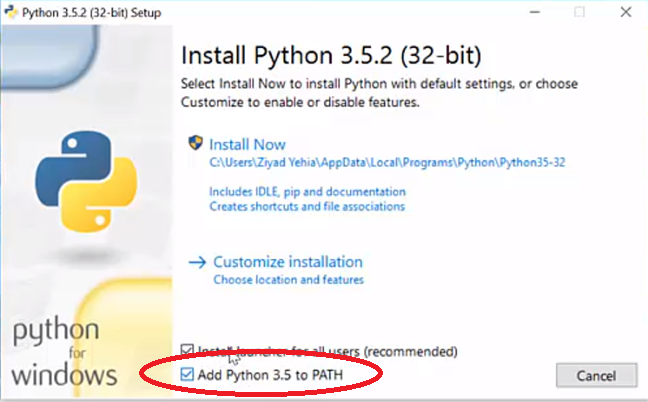 Python 3.5.2 (32-bit) Setup
Install Python 3.5.2 (32-bit)
Select Install Now to install Python with default settings, or choose
Customize to enable or disable features.
Install Now
C:\Users\Ziyad Yehia\AppData\Local\Programs\Python\Python35-32
Includes IDLE, pip and documentation
Creates shortcuts and file associations
Customize installation
Choose location and features
Install launcher for all users (recommended)
Add Python 3.5 to PATH
python
for
windows
Cancel